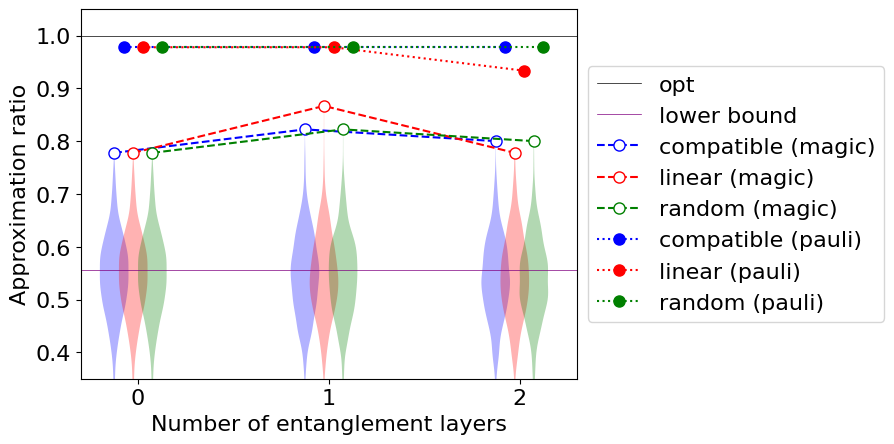 1.0
0.9
0.8
0.7
0.6
0.5
0.4
Approximation ratio
0 1 2
Number of entanglement layers
opt
lower bound
compatible (magic)
linear (magic)
random (magic)
compatible (pauli)
linear (pauli)
random (pauli)